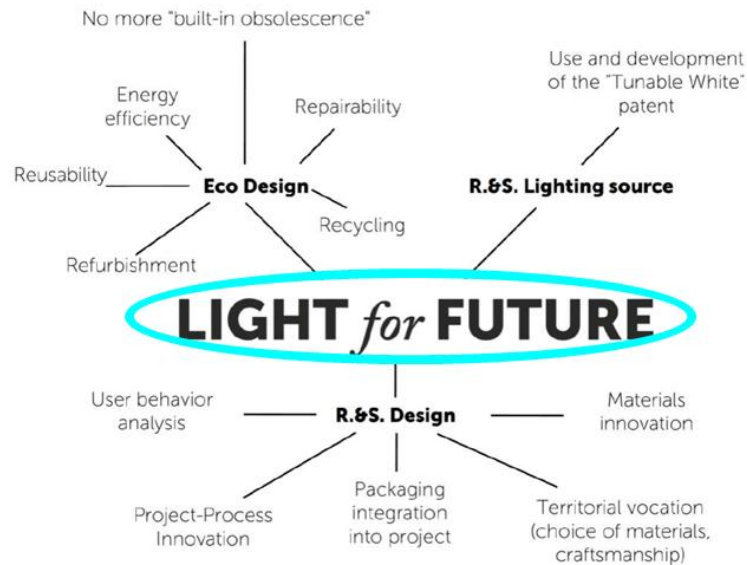 No more "built-in obsolescence"
Energy
efficiency
Repairability
Reusability
Eco Design
Recycling
Refurbishment
Use and development
of the "Tunable White"
patent
R.&S. Lighting source
LIGHT for FUTURE
User behavior
analysis
R.&S. Design
Materials
innovation
Project-Process
Innovation
Packaging
integration
into project
Territorial vocation
(choice of materials,
craftsmanship)